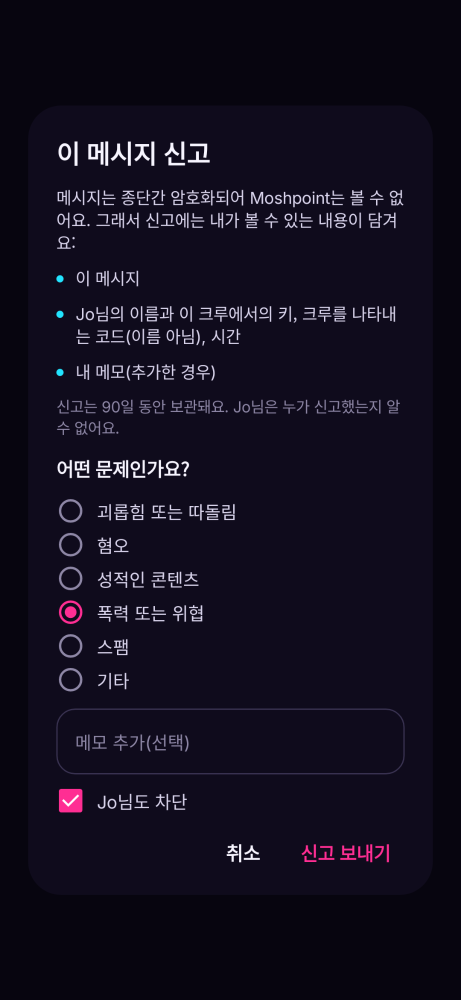 이 메시지 신고
메시지는 종단간 암호화되어 Moshpoint는 볼 수 없
어요. 그래서 신고에는 내가 볼 수 있는 내용이 담겨
요:
이 메시지
Jo님의 이름과 이 크루에서의 키, 크루를 나타내
는 코드(이름 아님), 시간
내 메모(추가한 경우)
신고는 90일 동안 보관돼요. Jo님은 누가 신고했는지 알
수 없어요.
어떤 문제인가요?
괴롭힘 또는 따돌림
혐오
성적인 콘텐츠
폭력 또는 위협
스팸
기타
메모 추가(선택)
Jo님도 차단
취소 신고 보내기